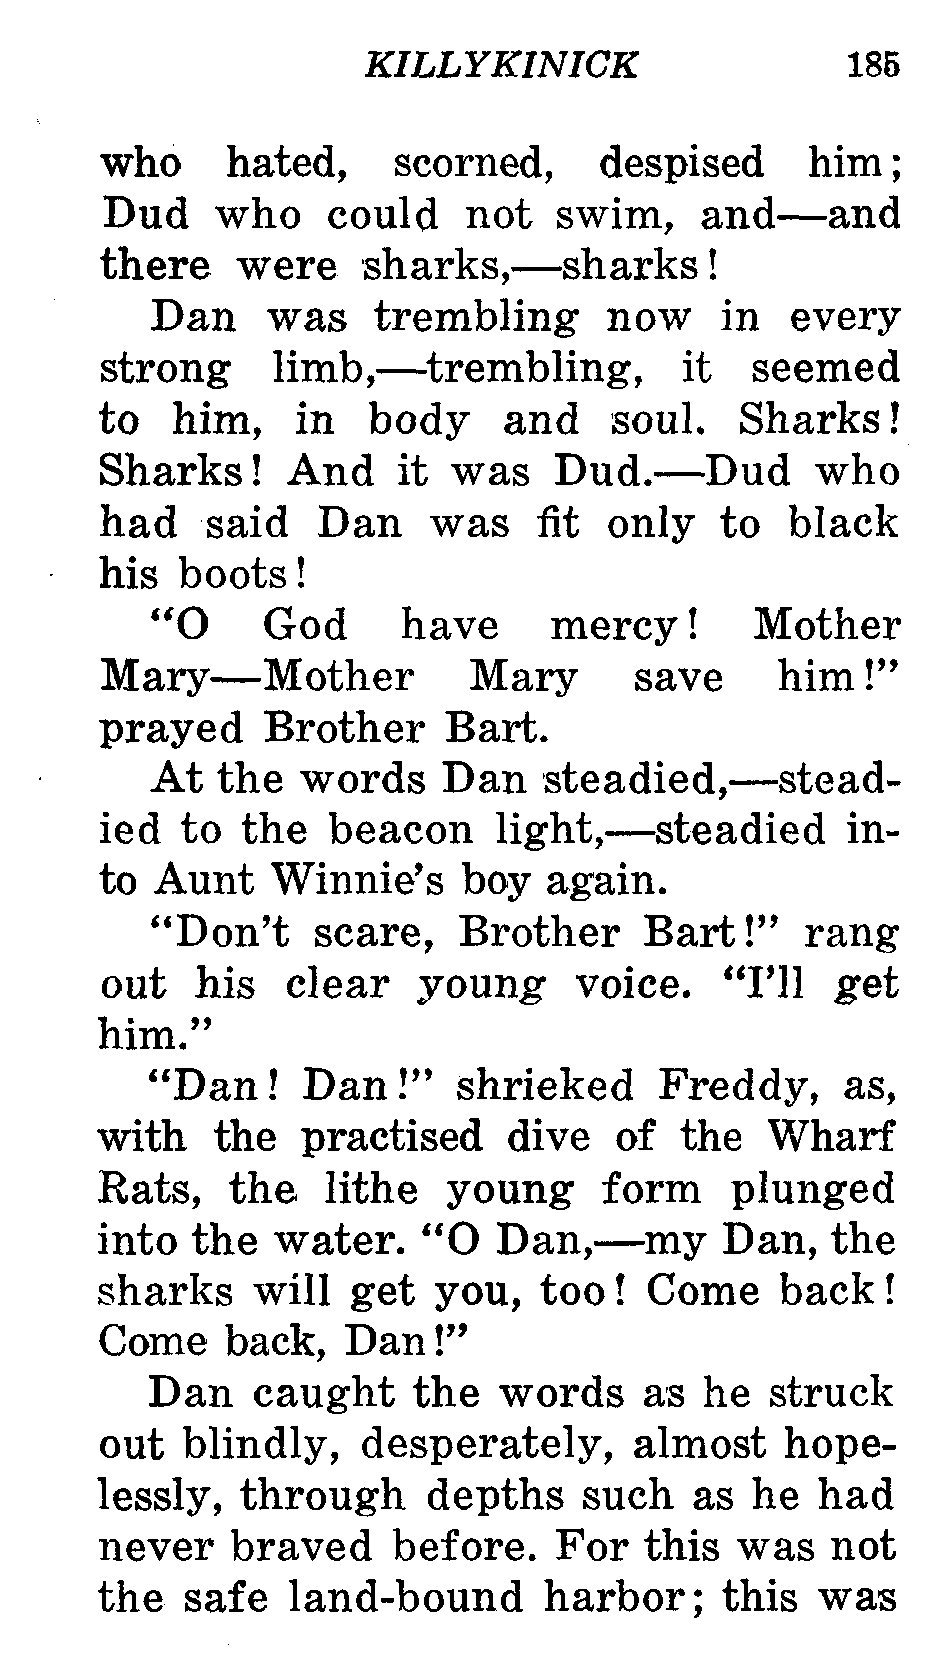 KILLYKINICK 185
who hated, scorned, despised him;
Dud who could not swim, and—and
there were sharks,—sharks!
Dan was trembling now in every
strong limb,—trembling, it seemed
to him, in body and soul. Sharks!
Sharks! And it was Dud.—Dud who
had said Dan was fit only to black
his boots!
“O God have mercy! Mother
Mary—Mother Mary save him!”
prayed Brother Bart.
At the words Dan steadied,—stead-
ied to the beacon light,—steadied in-
to Aunt Winnie’s boy again.
“Don’t scare, Brother Bart!” rang
out his clear young voice. “I’ll get
him.”
“Dan! Dan!” shrieked Freddy, as,
with the practised dive of the Wharf
Rats, the lithe young form plunged
into the water. “O Dan,—my Dan, the
sharks will get you, too! Come back!
Come back, Dan!”
Dan caught the words as he struck
out blindly, desperately, almost hope-
lessly, through depths such as he had
never braved before. For this was not
the safe land-bound harbor; this was